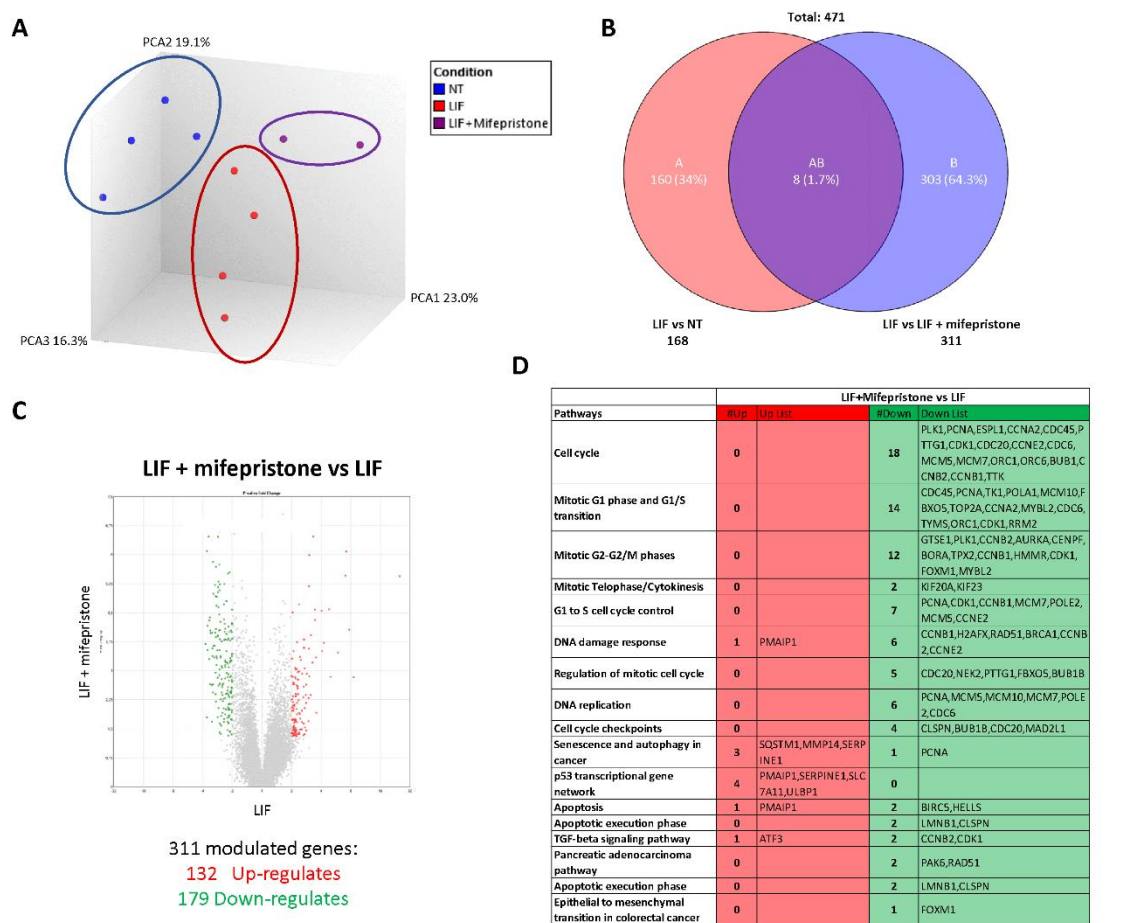 A
PCA2 19.1%
PCA1 23.0%
PCA3 16.3%
Condition
NT
LIF
LIF+Mifepristone
B
Total: 471
A
160 (34%)
AB
8 (1.7%)
B
303 (64.3%)
LIF vs NT
168
LIF vs LIF + mifepristone
311
C
LIF + mifepristone vs LIF
LIF + mifepristone
LIF
311 modulated genes:
132 Up-regulates
179 Down-regulates
D
LIF+Mifepristone vs LIF
Pathways #Up Up List #Down Down List
Cell cycle 0 18
PLK1,PCNA,ESPL1,CCNA2,CDC45,P
TTG1,CDK1,CDC20,CCNE2,CDC6,
MCM5,MCM7,ORC1,ORC6,BUB1,C
CNB2,CCNB1,TTK
Mitotic G1 phase and G1/S
transition 0 14
CDC45,PCNA,TK1,POLA1,MCM10,F
BXO5,TOP2A,CCNA2,MYBL2,CDC6,
TYMS,ORC1,CDK1,RRM2
Mitotic G2-G2/M phases 0 12
GTSE1,PLK1,CCNB2,AURKA,CENPF,
BORA,TPX2,CCNB1,HMMR,CDK1,
FOXM1,MYBL2
Mitotic Telophase/Cytokinesis 0 2 KIF20A,KIF23
G1 to S cell cycle control 0 7
PCNA,CDK1,CCNB1,MCM7,POLE2,
MCM5,CCNE2
DNA damage response 1 PMAIP1 6
CCNB1,H2AFX,RAD51,BRCA1,CCNB
2,CCNE2
Regulation of mitotic cell cycle 0 5 CDC20,NEK2,PTTG1,FBXO5,BUB1B
DNA replication 0 6
PCNA,MCM5,MCM10,MCM7,POLE
2,CDC6
Cell cycle checkpoints 0 4 CLSPN,BUB1B,CDC20,MAD2L1
Senescence and autophagy in
cancer 3
SQSTM1,MMP14,SERP
INE1
1 PCNA
p53 transcriptional gene
network 4
PMAIP1,SERPINE1,SLC
7A11,ULBP1
0
Apoptosis 1 PMAIP1 2 BIRC5,HELLS
Apoptotic execution phase 0 2 LMNB1,CLSPN
TGF-beta signaling pathway 1 ATF3 2 CCNB2,CDK1
Pancreatic adenocarcinoma
pathway 0 2 PAK6,RAD51
Apoptotic execution phase 0 2 LMNB1,CLSPN
Epithelial to mesenchymal
transition in colorectal cancer 0 1 FOXM1